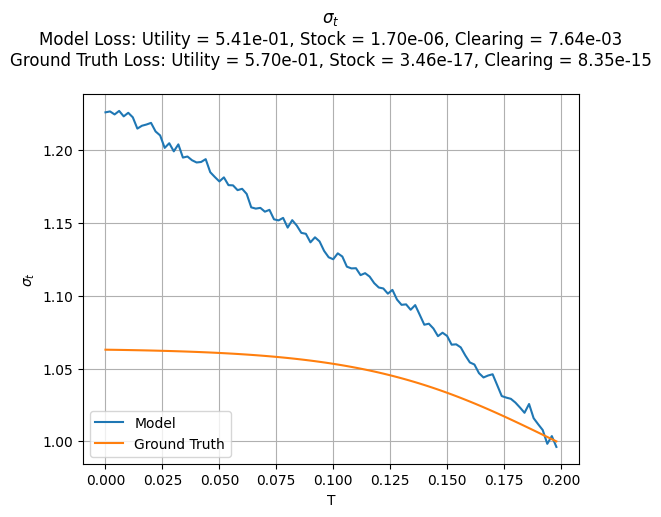 σt
Model Loss: Utility = 5.41e-01, Stock = 1.70e-06, Clearing = 7.64e-03
Ground Truth Loss: Utility = 5.70e-01, Stock = 3.46e-17, Clearing = 8.35e-15
σt
1.20
1.15
1.10
1.05
1.00
Model
Ground Truth
0.000 0.025 0.050 0.075 0.100 0.125 0.150 0.175 0.200
T